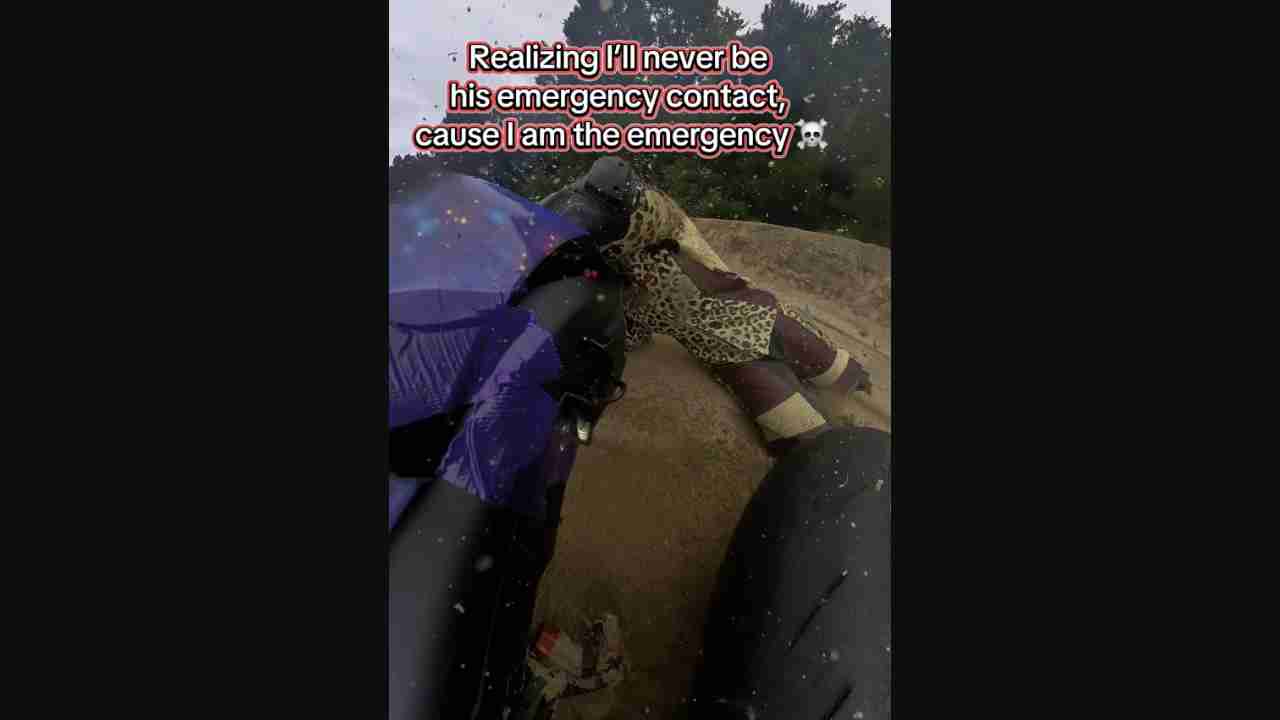 Realizing I’ll never be
his emergency contact,
cause I am the emergency ☠️